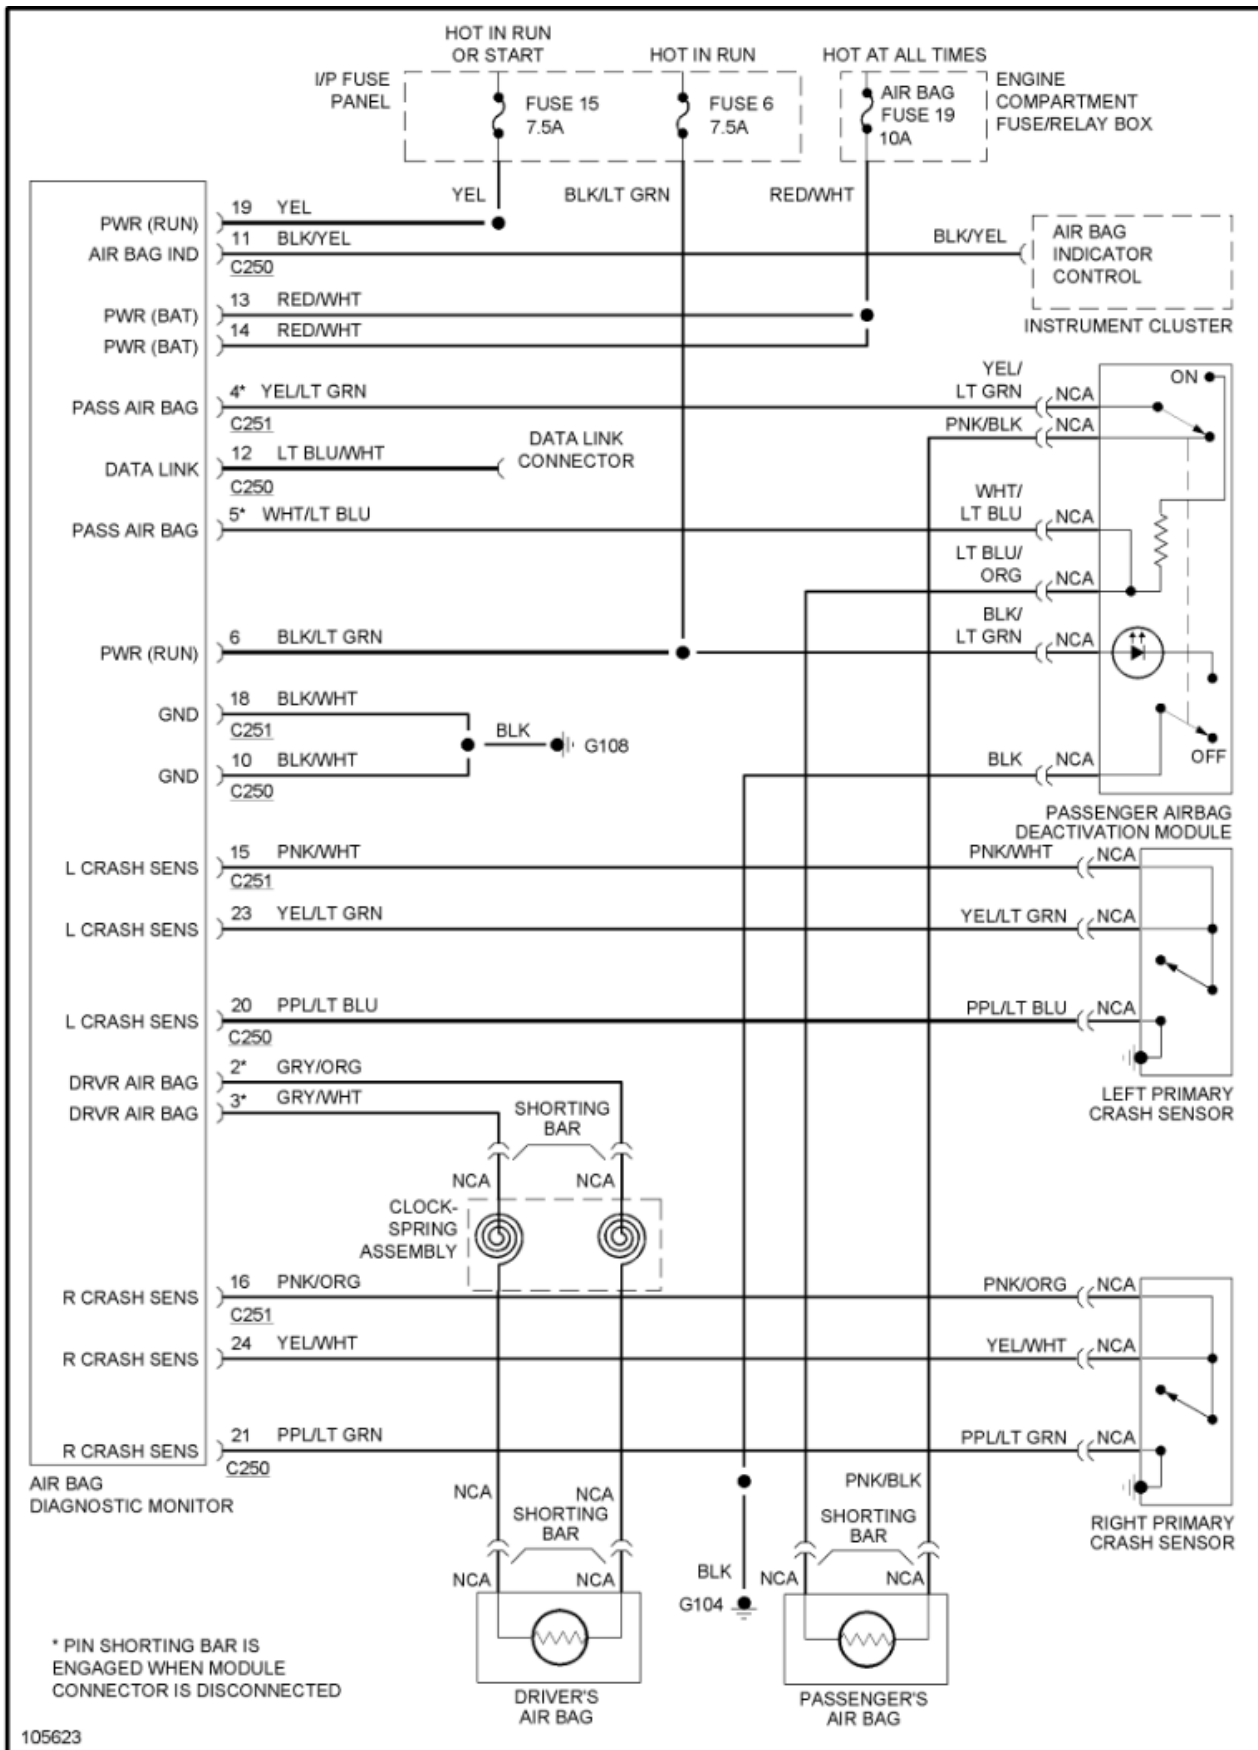 HOT IN RUN
OR START
HOT IN RUN
HOT AT ALL TIMES
I/P FUSE
PANEL
FUSE 15
7.5A
FUSE 6
7.5A
AIR BAG
FUSE 19
10A
ENGINE
COMPARTMENT
FUSE/RELAY BOX
YEL
BLK/LT GRN
RED/WHT
PWR (RUN)
19 YEL
AIR BAG IND
11 BLK/YEL
C250
BLK/YEL
AIR BAG
INDICATOR
CONTROL
INSTRUMENT CLUSTER
PWR (BAT)
13 RED/WHT
PWR (BAT)
14 RED/WHT
PASS AIR BAG
4* YEL/LT GRN
C251
YEL/
LT GRN
NCA
ON
PNK/BLK
NCA
DATA LINK
12 LT BLU/WHT
C250
DATA LINK
CONNECTOR
PASS AIR BAG
5* WHT/LT BLU
WHT/
LT BLU
NCA
LT BLU/
ORG
NCA
PWR (RUN)
6 BLK/LT GRN
BLK/
LT GRN
NCA
GND
18 BLK/WHT
C251
BLK
G108
GND
10 BLK/WHT
C250
BLK
NCA
OFF
PASSENGER AIRBAG
DEACTIVATION MODULE
L CRASH SENS
15 PNK/WHT
C251
PNK/WHT
NCA
L CRASH SENS
23 YEL/LT GRN
YEL/LT GRN
NCA
L CRASH SENS
20 PPL/LT BLU
C250
PPL/LT BLU
NCA
LEFT PRIMARY
CRASH SENSOR
DRVR AIR BAG
2* GRY/ORG
DRVR AIR BAG
3* GRY/WHT
SHORTING
BAR
NCA
NCA
CLOCK-
SPRING
ASSEMBLY
R CRASH SENS
16 PNK/ORG
C251
PNK/ORG
NCA
R CRASH SENS
24 YEL/WHT
YEL/WHT
NCA
R CRASH SENS
21 PPL/LT GRN
C250
PPL/LT GRN
NCA
RIGHT PRIMARY
CRASH SENSOR
AIR BAG
DIAGNOSTIC MONITOR
NCA
NCA
SHORTING
BAR
NCA
NCA
PNK/BLK
SHORTING
BAR
BLK
NCA
NCA
G104
DRIVER'S
AIR BAG
PASSENGER'S
AIR BAG
* PIN SHORTING BAR IS
ENGAGED WHEN MODULE
CONNECTOR IS DISCONNECTED
105623